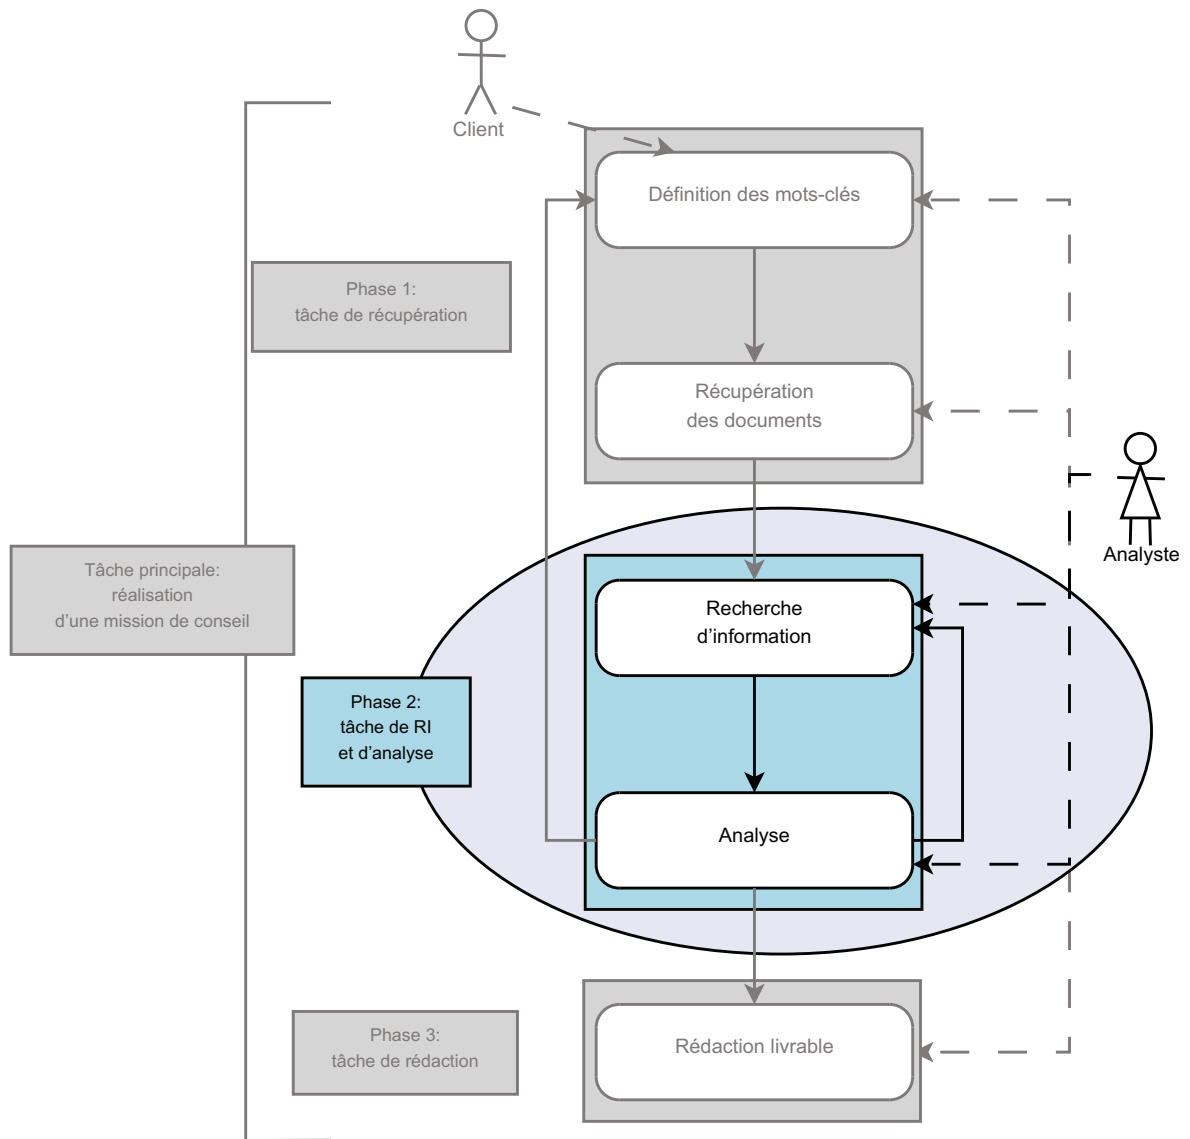 Client
Définition des mots-clés
Phase 1:
tâche de récupération
Récupération
des documents
Analyste
Tâche principale:
réalisation
d’une mission de conseil
Recherche
d’information
Phase 2:
tâche de RI
et d’analyse
Analyse
Phase 3:
tâche de rédaction
Rédaction livrable